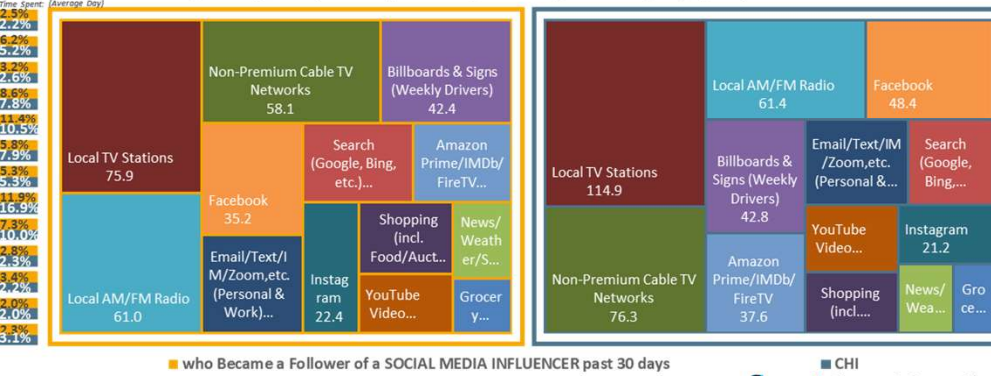 Time Spent: (Average Day)
2.5%
2.2%
6.2%
5.2%
3.2%
2.6%
8.6%
7.8%
11.4%
10.5%
5.8%
7.9%
5.3%
5.3%
11.9%
16.9%
7.3%
10.0%
2.8%
2.3%
3.4%
2.2%
2.0%
2.0%
2.3%
3.1%
Local TV Stations
75.9
Local AM/FM Radio
61.0
Non-Premium Cable TV
Networks
58.1
Billboards & Signs
(Weekly Drivers)
42.4
Facebook
35.2
Email/Text/I
M/Zoom,etc.
(Personal &
Work)...
Search
(Google, Bing,
etc.)...
Amazon
Prime/IMDb/
FireTV...
Instag
ram
22.4
Shopping
(incl.
Food/Auct...
News/
Weath
er/S...
YouTube
Video...
Grocer
y...
Local TV Stations
114.9
Non-Premium Cable TV
Networks
76.3
Local AM/FM Radio
61.4
Facebook
48.4
Billboards &
Signs (Weekly
Drivers)
42.8
Amazon
Prime/IMDb/
FireTV
37.6
Email/Text/IM
/Zoom,etc.
(Personal &...
Search
(Google,
Bing,...
YouTube
Video...
Instagram
21.2
Shopping
(incl....
News/
Wea...
Gro
ce...
who Became a Follower of a SOCIAL MEDIA INFLUENCER past 30 days
CHI